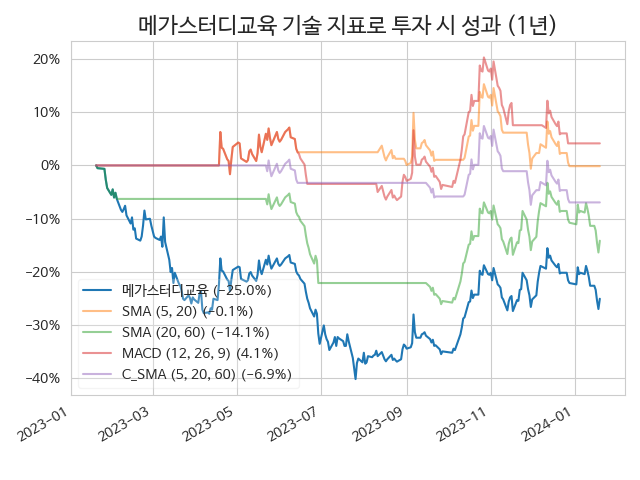 메가스터디교육 기술 지표로 투자 시 성과 (1년)
20%
10%
0%
−10%
−20%
−30%
−40%
메가스터디교육 (−25.0%)
SMA (5, 20) (−0.1%)
SMA (20, 60) (−14.1%)
MACD (12, 26, 9) (4.1%)
C_SMA (5, 20, 60) (−6.9%)
2023−01
2023−03
2023−05
2023−07
2023−09
2023−11
2024−01